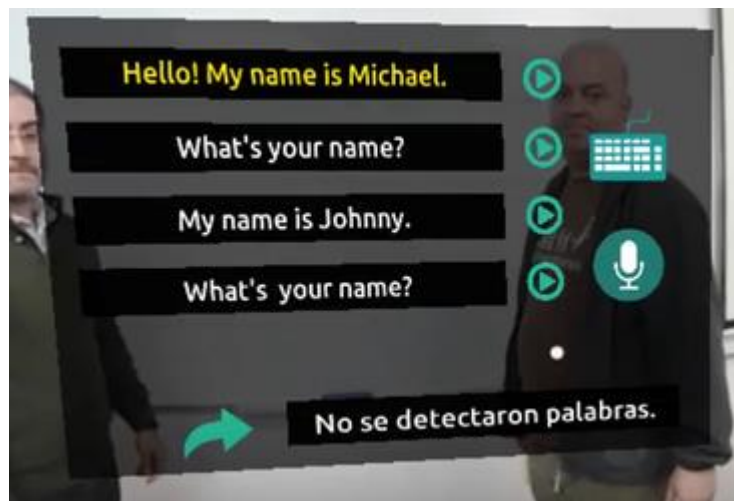 Hello! My name is Michael.
What's your name?
My name is Johnny.
What's your name?
No se detectaron palabras.